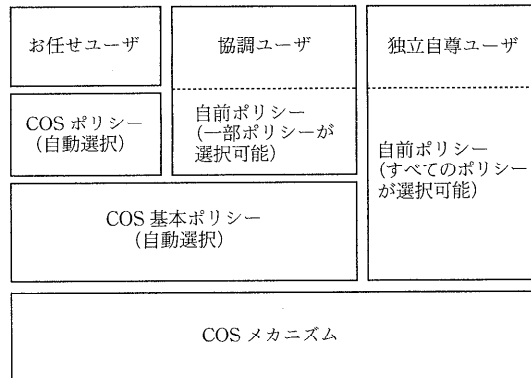 お任せユーザ
協調ユーザ
独立自尊ユーザ
COS ポリシー
(自動選択)
自前ポリシー
(一部ポリシーが
選択可能)
自前ポリシー
(すべてのポリシー
が選択可能)
COS 基本ポリシー
(自動選択)
COS メカニズム